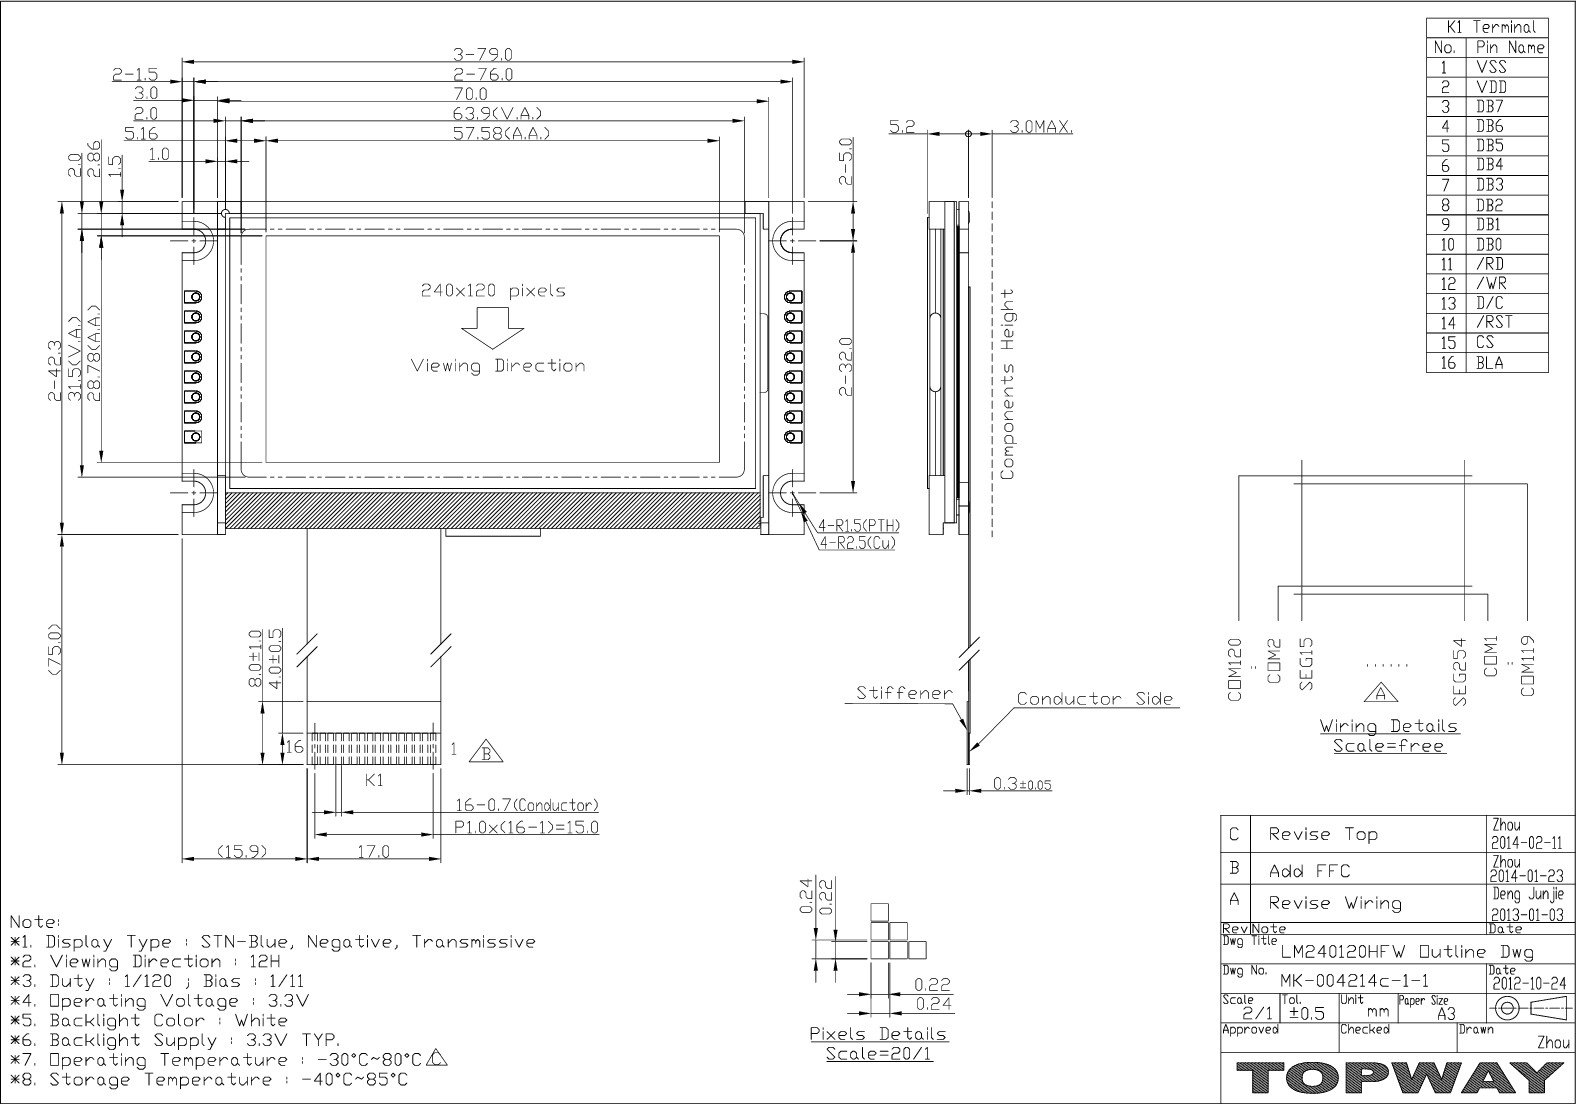 3-79.0
2-1.5
2-76.0
3.0
70.0
2.0
63.9(V.A.)
5.16
57.58(A.A.)
1.0
2.0
2.86
1.5
2-5.0
2-42.3
31.5(V.A.)
28.78(A.A.)
2-32.0
240x120 pixels
Viewing Direction
4-R1.5(PTH)
4-R2.5(Cu)
5.2
3.0MAX.
Components Height
(75.0)
8.0±1.0
4.0±0.5
16
1
B
K1
16-0.7(Conductor)
P1.0x(16-1)=15.0
(15.9)
17.0
Stiffener
Conductor Side
0.3±0.05
K1 Terminal
No. Pin Name
1 VSS
2 VDD
3 DB7
4 DB6
5 DB5
6 DB4
7 DB3
8 DB2
9 DB1
10 DB0
11 /RD
12 /WR
13 D/C
14 /RST
15 CS
16 BLA
COM120
:
COM2
SEG15
......
SEG254
COM1
:
COM119
A
Wiring Details
Scale=free
0.24
0.22
0.22
0.24
Pixels Details
Scale=20/1
Note:
*1. Display Type : STN-Blue, Negative, Transmissive
*2. Viewing Direction : 12H
*3. Duty : 1/120 ; Bias : 1/11
*4. Operating Voltage : 3.3V
*5. Backlight Color : White
*6. Backlight Supply : 3.3V TYP.
*7. Operating Temperature : -30°C~80°C C
*8. Storage Temperature : -40°C~85°C
C Revise Top Zhou 2014-02-11
B Add FFC Zhou 2014-01-23
A Revise Wiring Deng Junjie 2013-01-03
Rev Note Date
Dwg Title LM240120HFW Outline Dwg
Dwg No. MK-004214c-1-1 Date 2012-10-24
Scale 2/1 Tol. ±0.5 Unit mm Paper Size A3
Approved Checked Drawn Zhou
TOPWAY